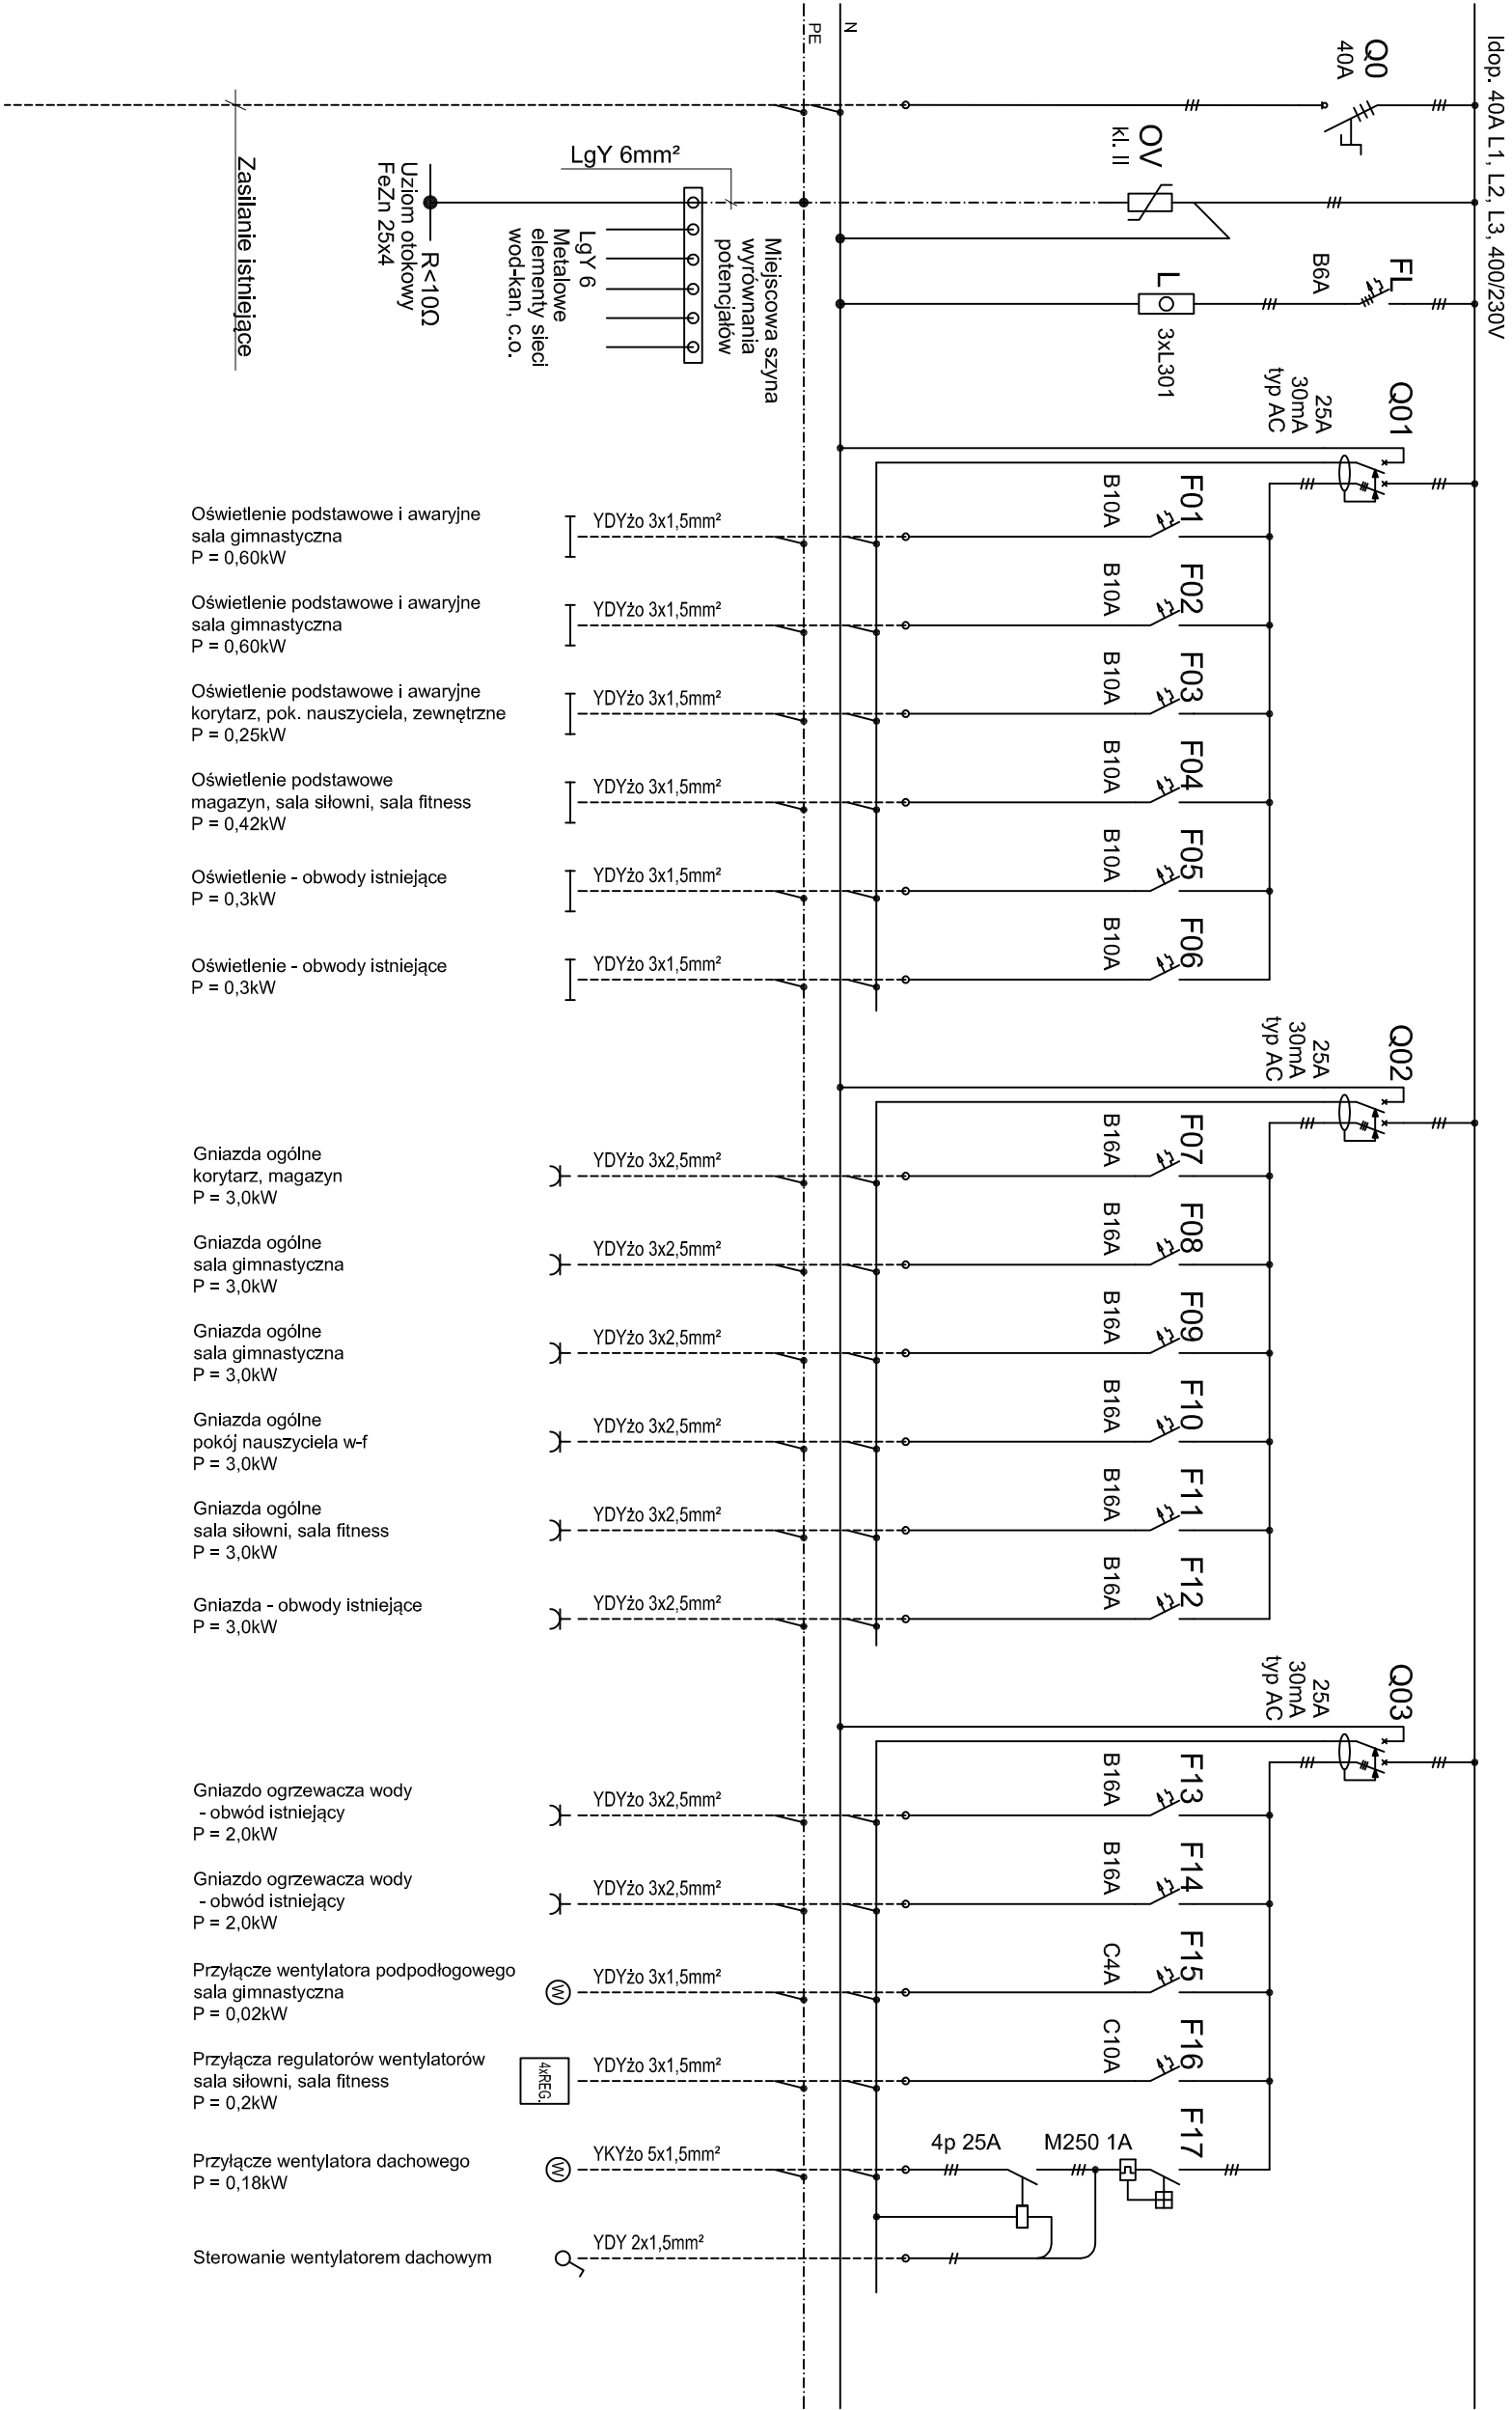 Idop. 40A L1, L2, L3, 400/230V
N
PE
Q0
40A
Zasilanie istniejące
OV
kl. II
LgY 6mm²
Miejscowa szyna
wyrównania
potencjałów
LgY 6
Metalowe
elementy sieci
wod-kan, c.o.
R<10Ω
Uziom otokowy
FeZn 25x4
FL
B6A
L
3xL301
Q01
25A
30mA
typ AC
F01
B10A
YDYżo 3x1,5mm²
Oświetlenie podstawowe i awaryjne
sala gimnastyczna
P = 0,60kW
F02
B10A
YDYżo 3x1,5mm²
Oświetlenie podstawowe i awaryjne
sala gimnastyczna
P = 0,60kW
F03
B10A
YDYżo 3x1,5mm²
Oświetlenie podstawowe i awaryjne
korytarz, pok. nauszyciela, zewnętrzne
P = 0,25kW
F04
B10A
YDYżo 3x1,5mm²
Oświetlenie podstawowe
magazyn, sala siłowni, sala fitness
P = 0,42kW
F05
B10A
YDYżo 3x1,5mm²
Oświetlenie - obwody istniejące
P = 0,3kW
F06
B10A
YDYżo 3x1,5mm²
Oświetlenie - obwody istniejące
P = 0,3kW
Q02
25A
30mA
typ AC
F07
B16A
YDYżo 3x2,5mm²
Gniazda ogólne
korytarz, magazyn
P = 3,0kW
F08
B16A
YDYżo 3x2,5mm²
Gniazda ogólne
sala gimnastyczna
P = 3,0kW
F09
B16A
YDYżo 3x2,5mm²
Gniazda ogólne
sala gimnastyczna
P = 3,0kW
F10
B16A
YDYżo 3x2,5mm²
Gniazda ogólne
pokój nauszyciela w-f
P = 3,0kW
F11
B16A
YDYżo 3x2,5mm²
Gniazda ogólne
sala siłowni, sala fitness
P = 3,0kW
F12
B16A
YDYżo 3x2,5mm²
Gniazda - obwody istniejące
P = 3,0kW
Q03
25A
30mA
typ AC
F13
B16A
YDYżo 3x2,5mm²
Gniazdo ogrzewacza wody
- obwód istniejący
P = 2,0kW
F14
B16A
YDYżo 3x2,5mm²
Gniazdo ogrzewacza wody
- obwód istniejący
P = 2,0kW
F15
C4A
YDYżo 3x1,5mm²
W
Przyłącze wentylatora podpodłogowego
sala gimnastyczna
P = 0,02kW
F16
C10A
YDYżo 3x1,5mm²
4xREG.
Przyłącza regulatorów wentylatorów
sala siłowni, sala fitness
P = 0,2kW
F17
M250 1A
4p 25A
YKYżo 5x1,5mm²
W
Przyłącze wentylatora dachowego
P = 0,18kW
YDY 2x1,5mm²
Sterowanie wentylatorem dachowym